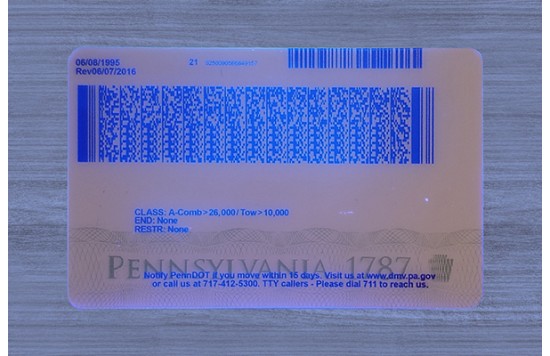 06/08/1995
21
Rev06/07/2016
CLASS: A-Comb>26,000/Tow>10,000
END: None
RESTR: None
PENNSYLVANIA 1787
Notify PennDOT if you move within 15 days. Visit us at www.dmv.pa.gov
or call us at 717-412-5300. TTY callers - Please dial 711 to reach us.